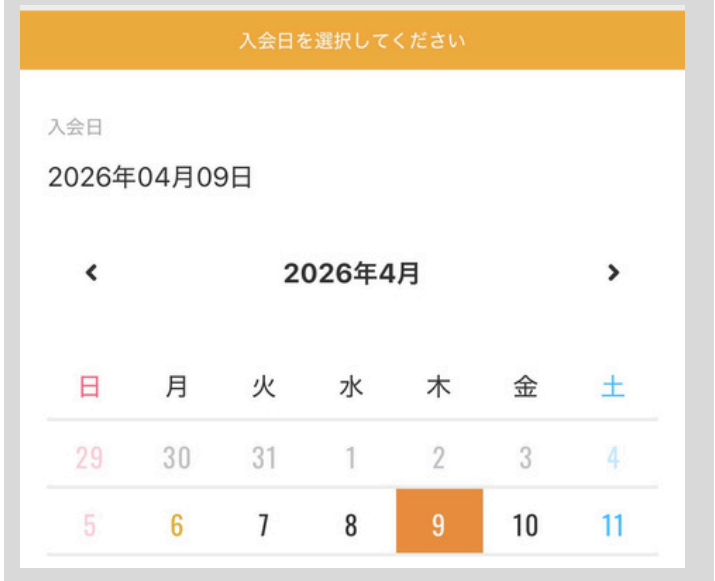 入会日を選択してください
入会日
2026年04月09日
2026年4月
日 月 火 水 木 金 土
29 30 31 1 2 3 4
5 6 7 8 9 10 11